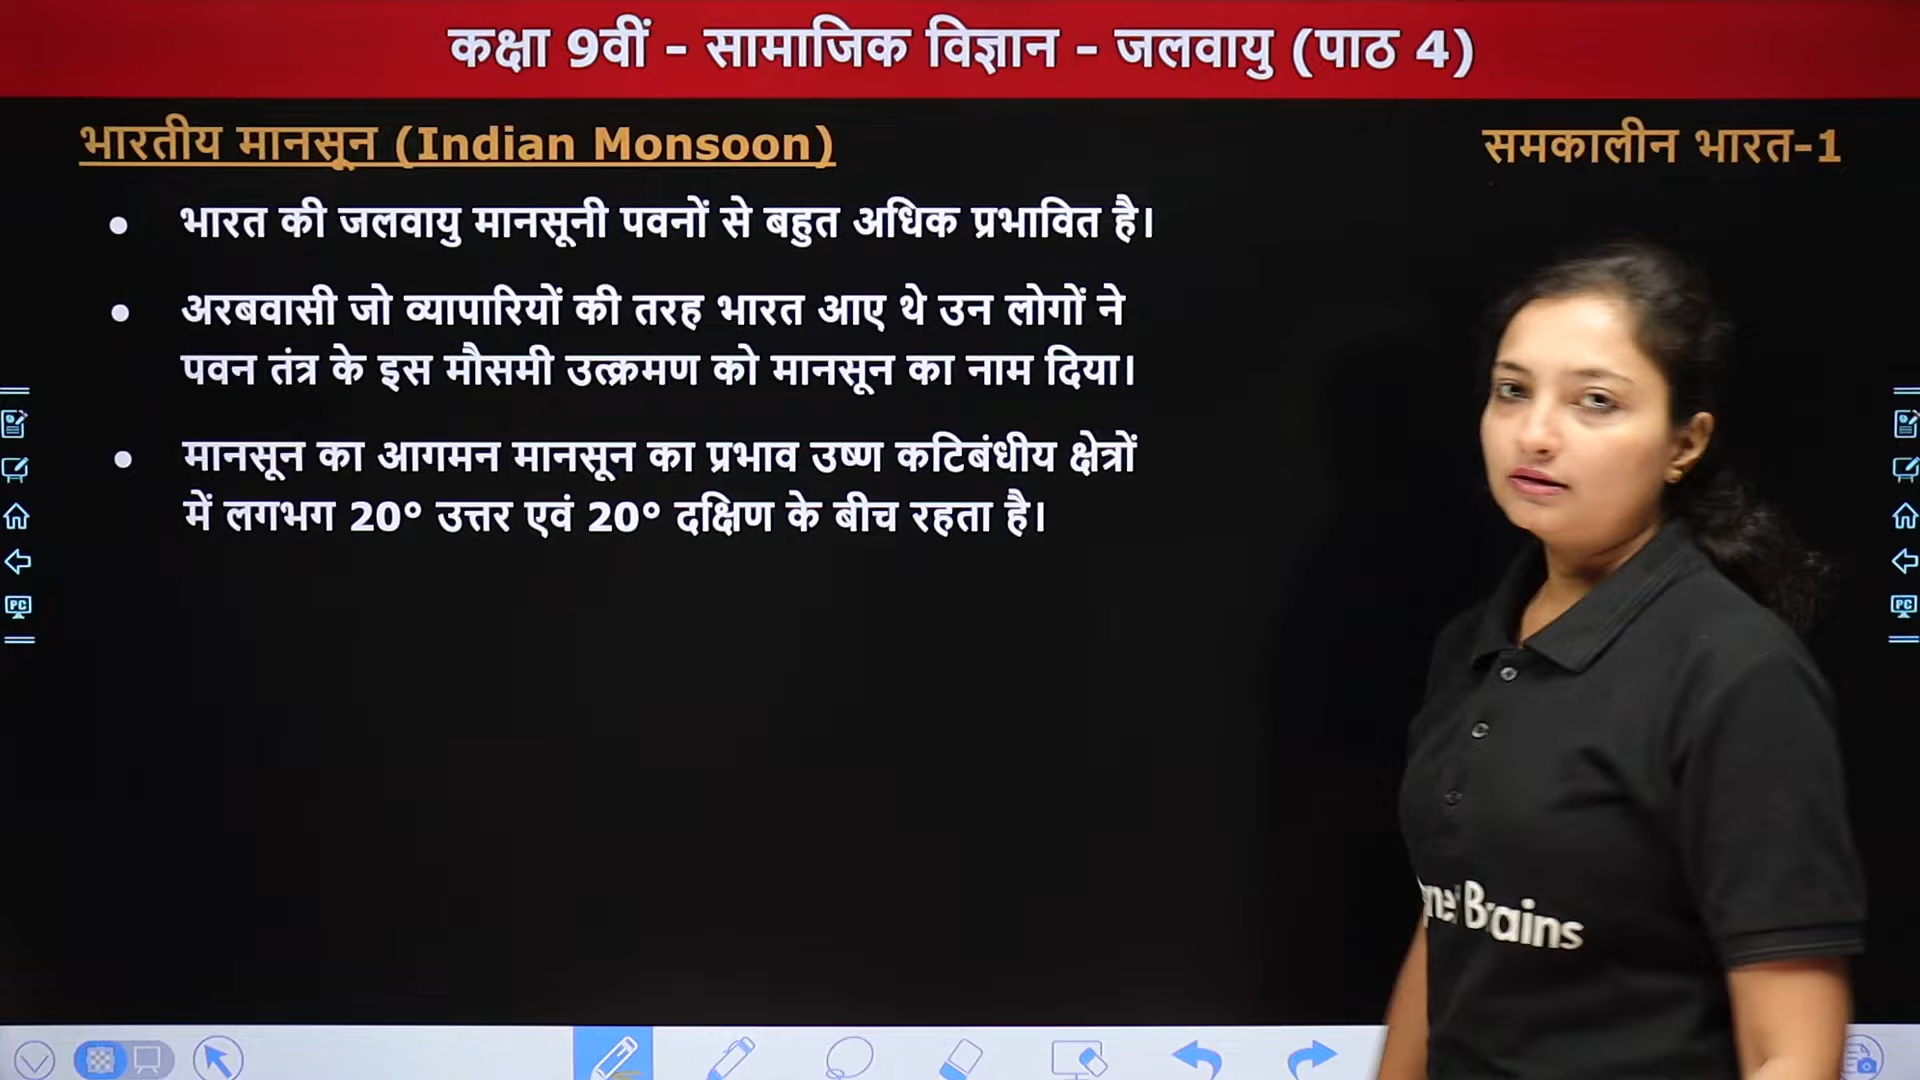 कक्षा 9वीं - सामाजिक विज्ञान - जलवायु (पाठ 4)
भारतीय मानसून (Indian Monsoon)
समकालीन भारत-1
• भारत की जलवायु मानसूनी पवनों से बहुत अधिक प्रभावित है।
• अरबवासी जो व्यापारियों की तरह भारत आए थे उन लोगों ने
पवन तंत्र के इस मौसमी उत्क्रमण को मानसून का नाम दिया।
• मानसून का आगमन मानसून का प्रभाव उष्ण कटिबंधीय क्षेत्रों
में लगभग 20° उत्तर एवं 20° दक्षिण के बीच रहता है।
PC
PC
Brains